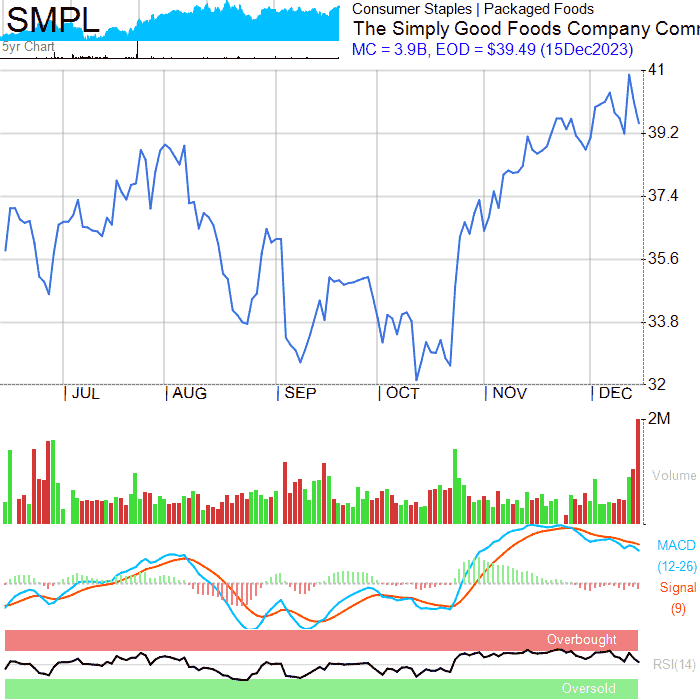 SMPL
5yr Chart
Consumer Staples | Packaged Foods
The Simply Good Foods Company Com
MC = 3.9B, EOD = $39.49 (15Dec2023)
41
39.2
37.4
35.6
33.8
32
JUL
AUG
SEP
OCT
NOV
DEC
2M
Volume
MACD
(12-26)
Signal
(9)
Overbought
RSI(14)
Oversold